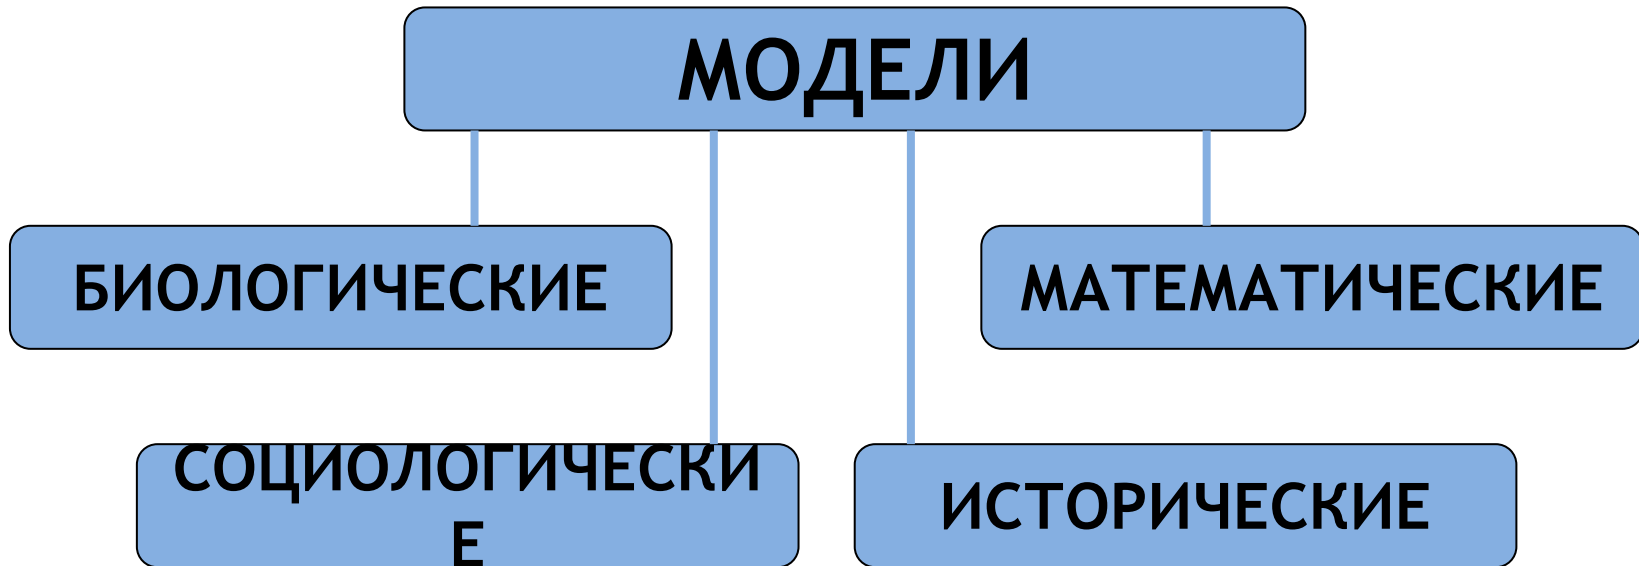 МОДЕЛИ
БИОЛОГИЧЕСКИЕ
МАТЕМАТИЧЕСКИЕ
СОЦИОЛОГИЧЕСКИ
Е
ИСТОРИЧЕСКИЕ